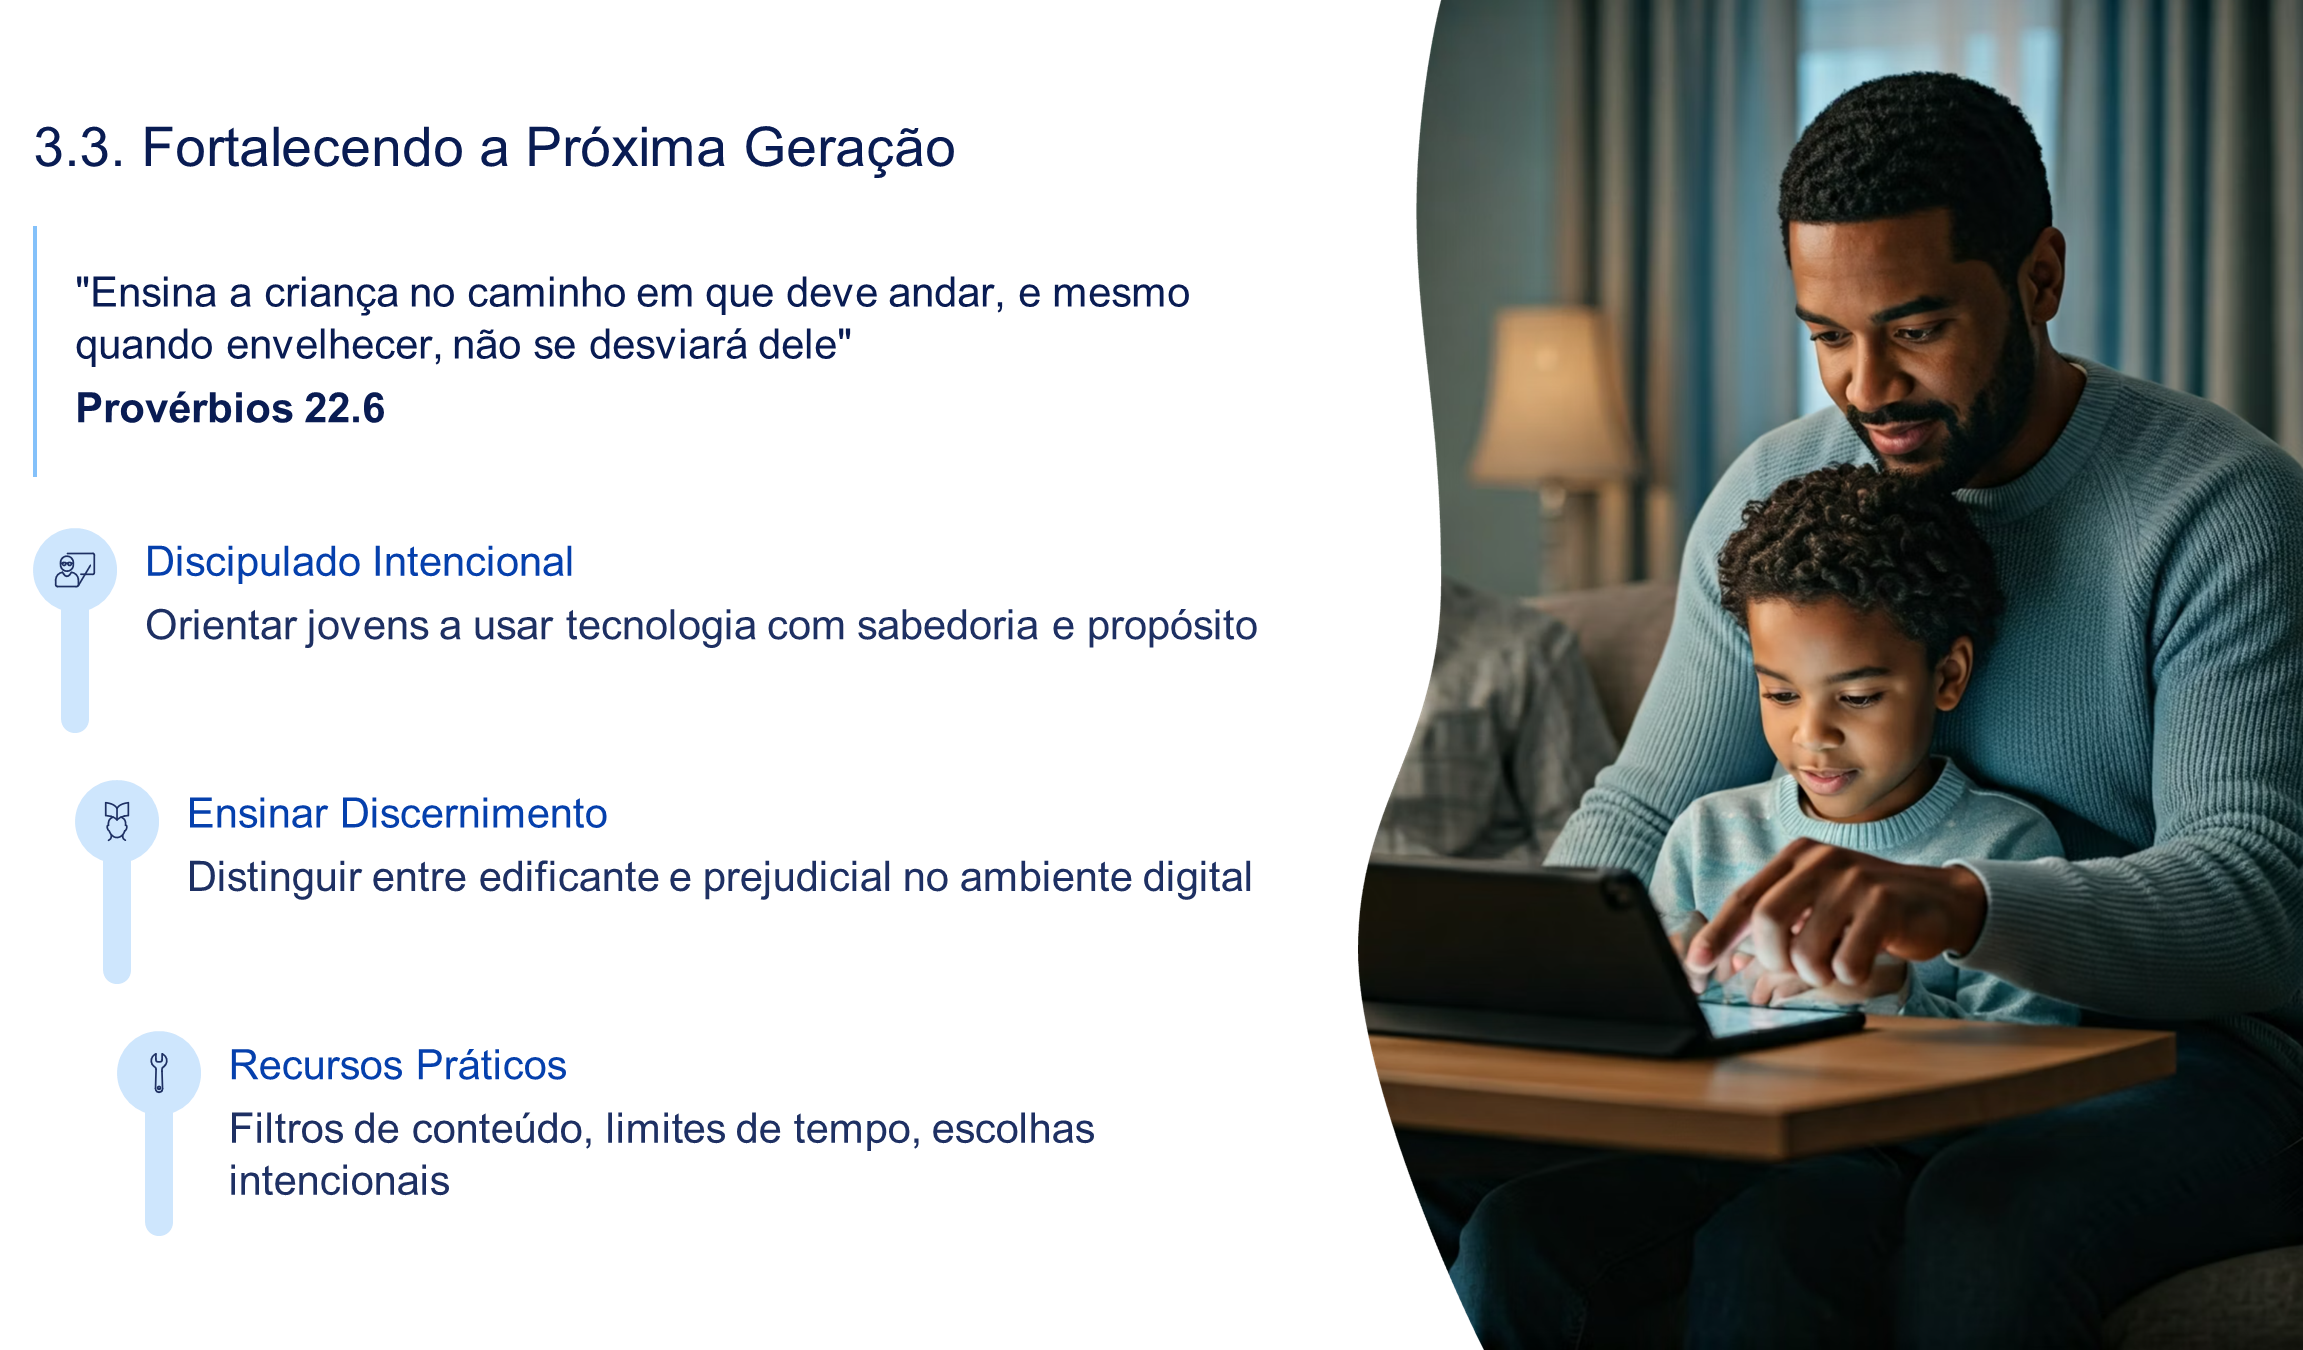 3.3. Fortalecendo a Próxima Geração
"Ensina a criança no caminho em que deve andar, e mesmo
quando envelhecer, não se desviará dele"
Provérbios 22.6
Discipulado Intencional
Orientar jovens a usar tecnologia com sabedoria e propósito
Ensinar Discernimento
Distinguir entre edificante e prejudicial no ambiente digital
Recursos Práticos
Filtros de conteúdo, limites de tempo, escolhas
intencionais